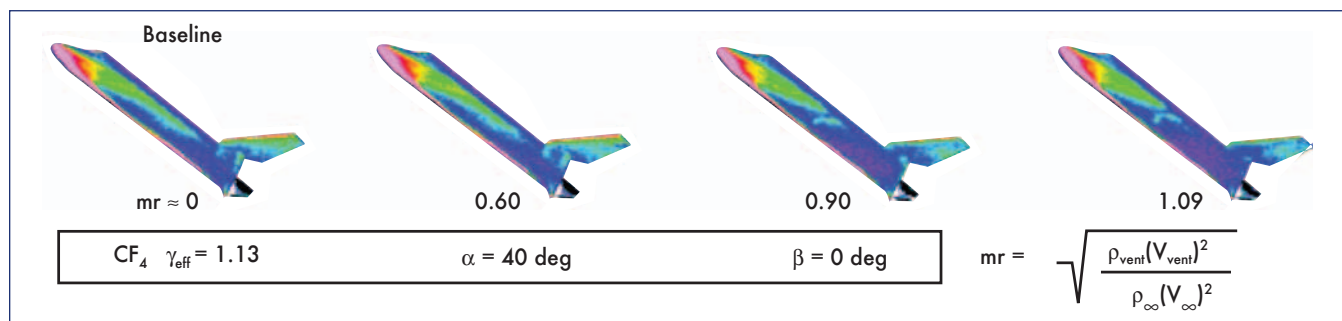 Baseline
mr ≈ 0
0.60
0.90
1.09
CF₄ γeff = 1.13
α = 40 deg
β = 0 deg
mr = √(ρvent(Vvent)² / ρ∞(V∞)²)